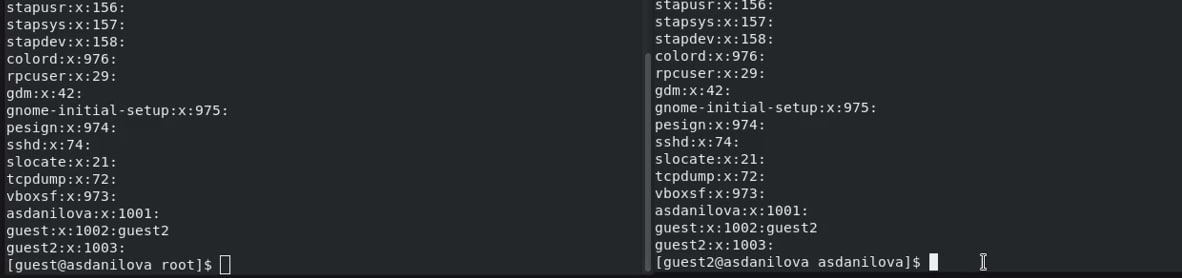 stapusr:x:156:
stapsys:x:157:
stapdev:x:158:
colord:x:976:
rpcuser:x:29:
gdm:x:42:
gnome-initial-setup:x:975:
pesign:x:974:
sshd:x:74:
slocate:x:21:
tcpdump:x:72:
vboxsf:x:973:
asdanilova:x:1001:
guest:x:1002:guest2
guest2:x:1003:
[guest@asdanilova root]$
stapusr:x:156:
stapsys:x:157:
stapdev:x:158:
colord:x:976:
rpcuser:x:29:
gdm:x:42:
gnome-initial-setup:x:975:
pesign:x:974:
sshd:x:74:
slocate:x:21:
tcpdump:x:72:
vboxsf:x:973:
asdanilova:x:1001:
guest:x:1002:guest2
guest2:x:1003:
[guest2@asdanilova asdanilova]$